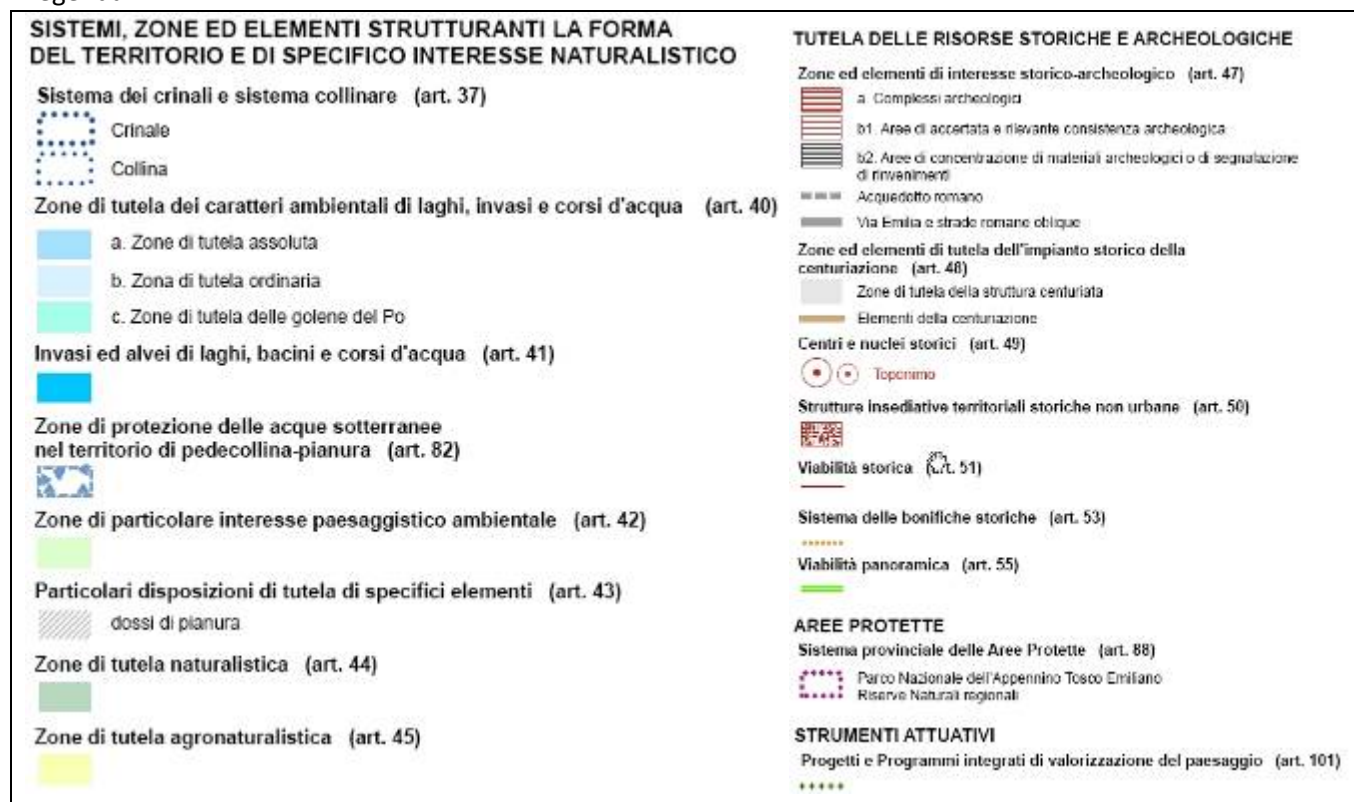 SISTEMI, ZONE ED ELEMENTI STRUTTURANTI LA FORMA
DEL TERRITORIO E DI SPECIFICO INTERESSE NATURALISTICO
Sistema dei crinali e sistema collinare (art. 37)
Crinale
Collina
Zone di tutela dei caratteri ambientali di laghi, invasi e corsi d'acqua (art. 40)
a. Zone di tutela assoluta
b. Zona di tutela ordinaria
c. Zone di tutela delle golene del Po
Invasi ed alvei di laghi, bacini e corsi d'acqua (art. 41)
Zone di protezione delle acque sotterranee
nel territorio di pedecollina-pianura (art. 82)
Zone di particolare interesse paesaggistico ambientale (art. 42)
Particolari disposizioni di tutela di specifici elementi (art. 43)
dossi di pianura
Zone di tutela naturalistica (art. 44)
Zone di tutela agronaturalistica (art. 45)
TUTELA DELLE RISORSE STORICHE E ARCHEOLOGICHE
Zone ed elementi di interesse storico-archeologico (art. 47)
a. Complessi archeologici
b1. Aree di accertata e rilevante consistenza archeologica
b2. Aree di concentrazione di materiali archeologici o di segnalazione
di rinvenimenti
Acquedotto romano
Via Emilia e strade romane oblique
Zone ed elementi di tutela dell'impianto storico della
centuriazione (art. 48)
Zone di tutela della struttura centuriata
Elementi della centuriazione
Centri e nuclei storici (art. 49)
Toponimo
Strutture insediative territoriali storiche non urbane (art. 50)
Viabilità storica 51)
Sistema delle bonifiche storiche (art. 53)
Viabilità panoramica (art. 55)
AREE PROTETTE
Sistema provinciale delle Aree Protette (art. 88)
Parco Nazionale dell'Appennino Tosco Emiliano
Riserve Naturali regionali
STRUMENTI ATTUATIVI
Progetti e Programmi integrati di valorizzazione del paesaggio (art. 101)